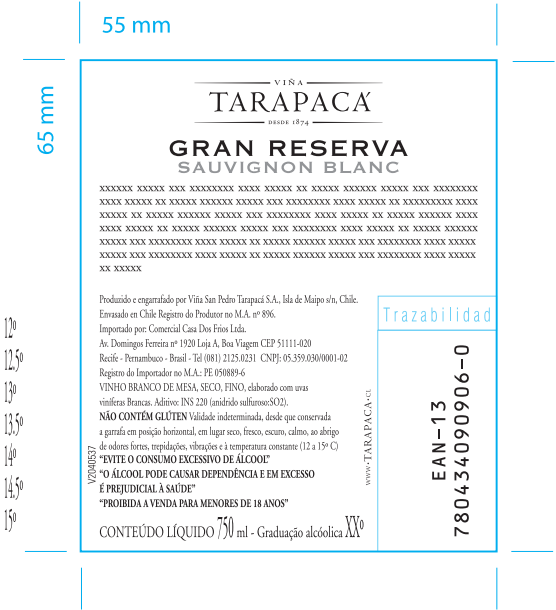 55 mm
65 mm
VIÑA
TARAPACÁ
DESDE 1874
GRAN RESERVA
SAUVIGNON BLANC
xxxxxx xxxxx xxx xxxxxxxx xxxx xxxxx xx xxxxx xxxxxx xxxxx xxx xxxxxxxx
xxxx xxxxx xx xxxxx xxxxxx xxxxx xxx xxxxxxxx xxxx xxxxx xx xxxxxxxxx xxxx
xxxxx xx xxxxx xxxxxx xxxxx xxx xxxxxxxx xxxx xxxxx xx xxxxx xxxxxx xxxx
xxxx xxxxx xx xxxxx xxxxxx xxxxx xxx xxxxxxxx xxxx xxxxx xx xxxxx xxxxxx
xxxxx xxx xxxxxxxx xxxx xxxxx xx xxxxx xxxxxx xxxxx xxx xxxxxxxx xxxx xxxxx
xxxxx xxx xxxxxxxx xxxx xxxxx xx xxxxx xxxxxx xxxxx xxx xxxxxxxx xxxx xxxxx
xx xxxxx
Produzido e engarrafado por Viña San Pedro Tarapacá S.A., Isla de Maipo s/n, Chile.
Envasado en Chile Registro do Produtor no M.A. nº 896.
Importado por: Comercial Casa Dos Frios Ltda.
Av. Domingos Ferreira nº 1920 Loja A, Boa Viagem CEP 51111-020
Recife - Pernambuco - Brasil - Tel (081) 2125.0231 CNPJ: 05.359.030/0001-02
Registro do Importador no M.A.: PE 050889-6
VINHO BRANCO DE MESA, SECO, FINO, elaborado com uvas
viníferas Brancas. Aditivo: INS 220 (anidrido sulfuroso:SO2).
NÃO CONTÉM GLÚTEN Validade indeterminada, desde que conservada
a garrafa em posição horizontal, em lugar seco, fresco, escuro, calmo, ao abrigo
de odores fortes, trepidações, vibrações e à temperatura constante (12 a 15º C)
"EVITE O CONSUMO EXCESSIVO DE ÁLCOOL"
"O ÁLCOOL PODE CAUSAR DEPENDÊNCIA E EM EXCESSO
É PREJUDICIAL À SAÚDE"
"PROIBIDA A VENDA PARA MENORES DE 18 ANOS"
CONTEÚDO LÍQUIDO 750 ml - Graduação alcóolica XXº
V2040537
www.TARAPACA.CL
Trazabilidad
EAN-13
7804340909060-0
12º
12.5º
13º
13.5º
14º
14.5º
15º